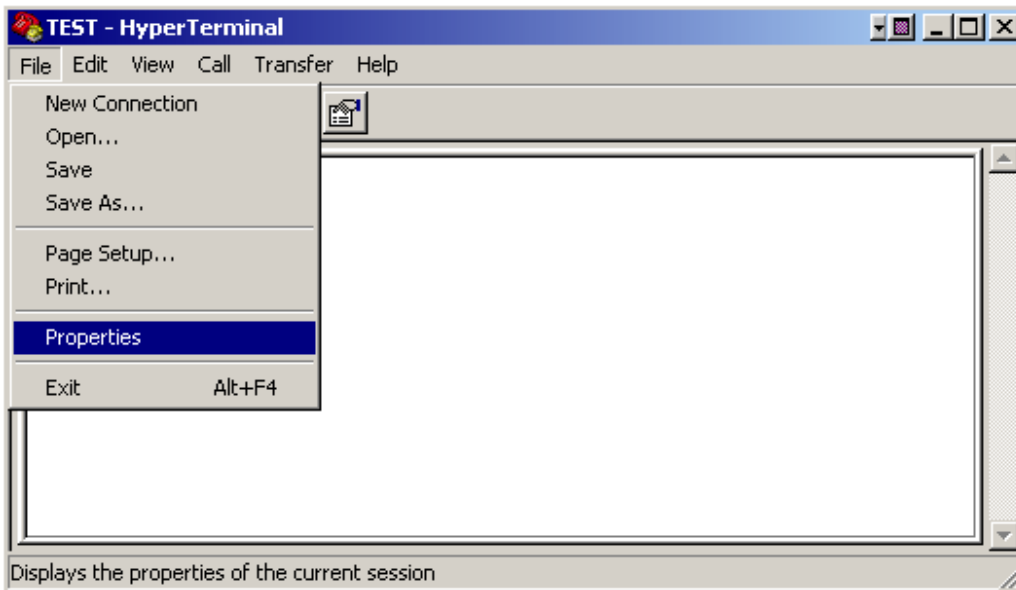 TEST - HyperTerminal
File Edit View Call Transfer Help
New Connection
Open...
Save
Save As...
Page Setup...
Print...
Properties
Exit Alt+F4
Displays the properties of the current session